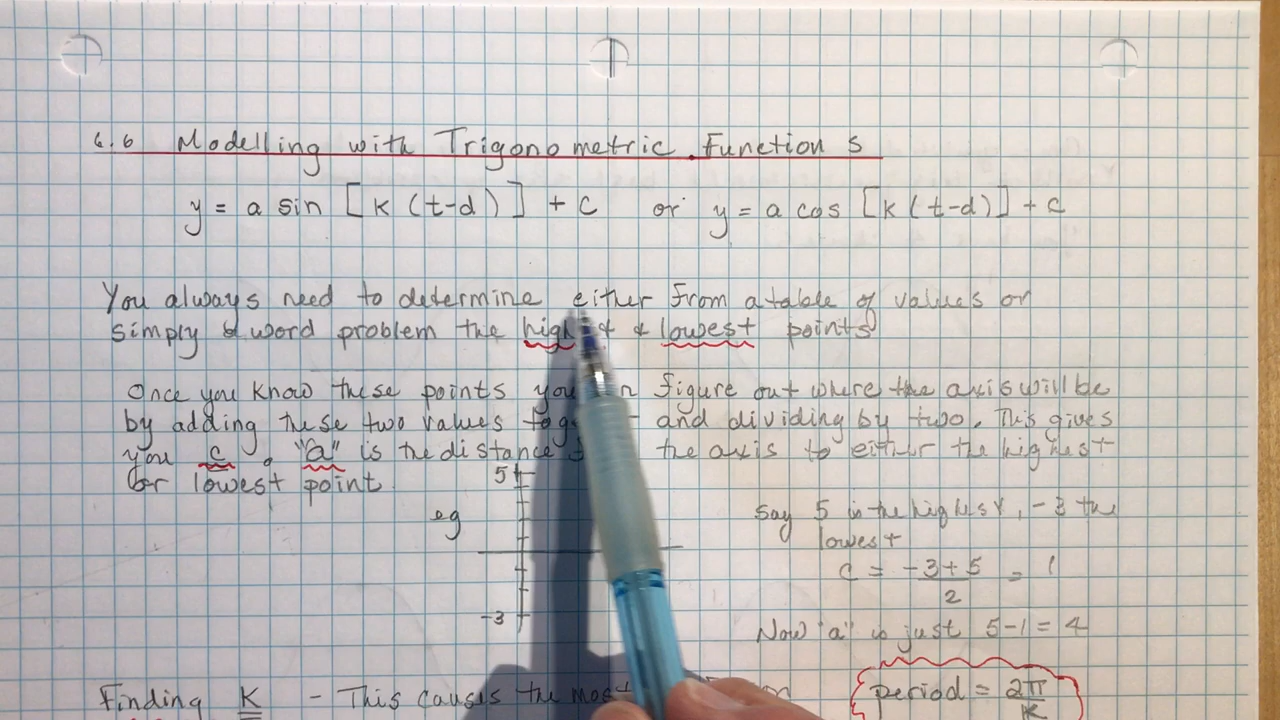 6.6 Modelling with Trigonometric Functions
y = a sin [k (t-d)] + c or y = a cos [k (t-d)] + c
You always need to determine either from a table of values or
simply a word problem the & lowest points
Once you know these points you figure out where the axis will be
by adding these two values and dividing by two. This gives
you c. "a" is the distance the axis to either the highest
or lowest point
5
eg
Say 5 is the highest, -3 the
lowest
c = -3+5 / 2 = 1
-3
Now "a" is just 5-1 = 4
Finding K - This causes the most
period = 2π / K